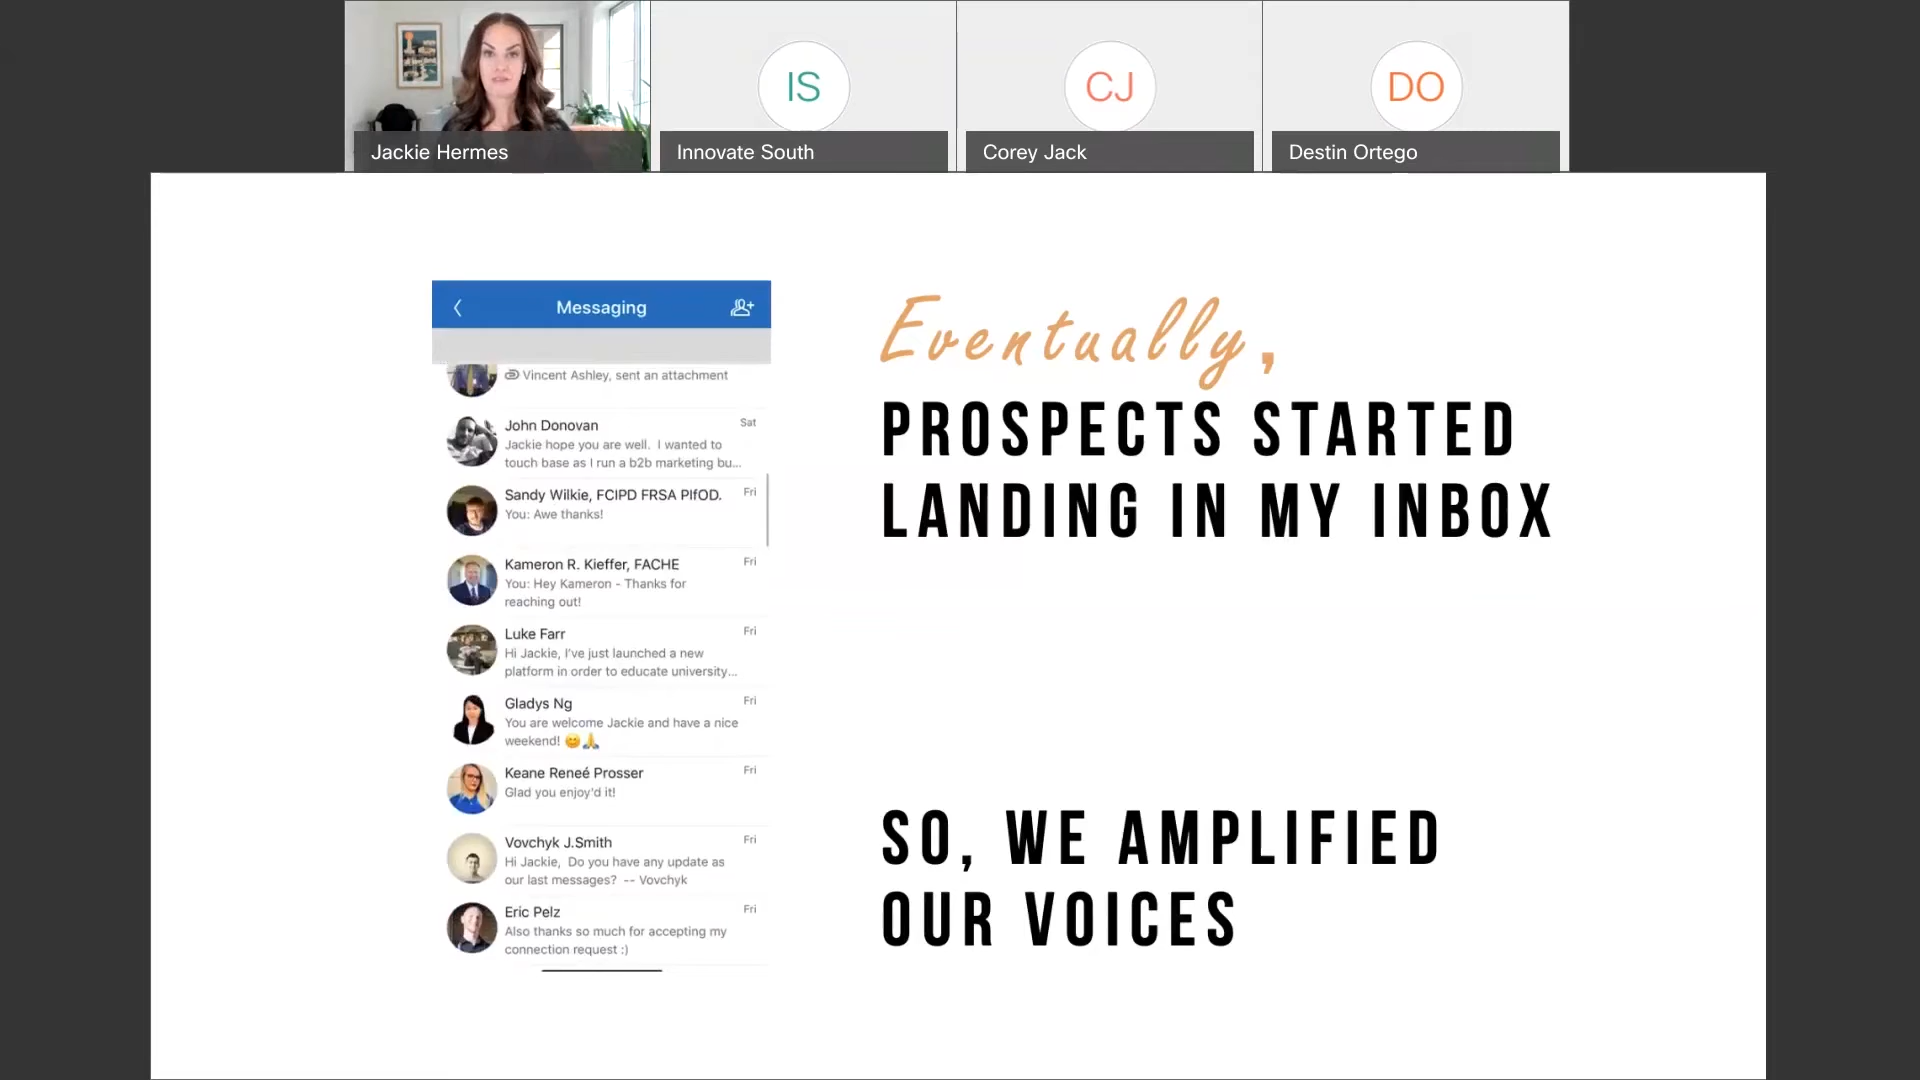 Jackie Hermes
IS
Innovate South
CJ
Corey Jack
DO
Destin Ortego
Messaging
Vincent Ashley, sent an attachment
John Donovan
Sat
Jackie hope you are well. I wanted to
touch base as I run a b2b marketing bu...
Sandy Wilkie, FCIPD FRSA PIfOD.
Fri
You: Awe thanks!
Kameron R. Kieffer, FACHE
Fri
You: Hey Kameron - Thanks for
reaching out!
Luke Farr
Fri
Hi Jackie, I've just launched a new
platform in order to educate university...
Gladys Ng
Fri
You are welcome Jackie and have a nice
weekend! 😊🙏
Keane Reneé Prosser
Fri
Glad you enjoy'd it!
Vovchyk J.Smith
Fri
Hi Jackie, Do you have any update as
our last messages? -- Vovchyk
Eric Pelz
Fri
Also thanks so much for accepting my
connection request :)
Eventually,
PROSPECTS STARTED
LANDING IN MY INBOX
SO, WE AMPLIFIED
OUR VOICES